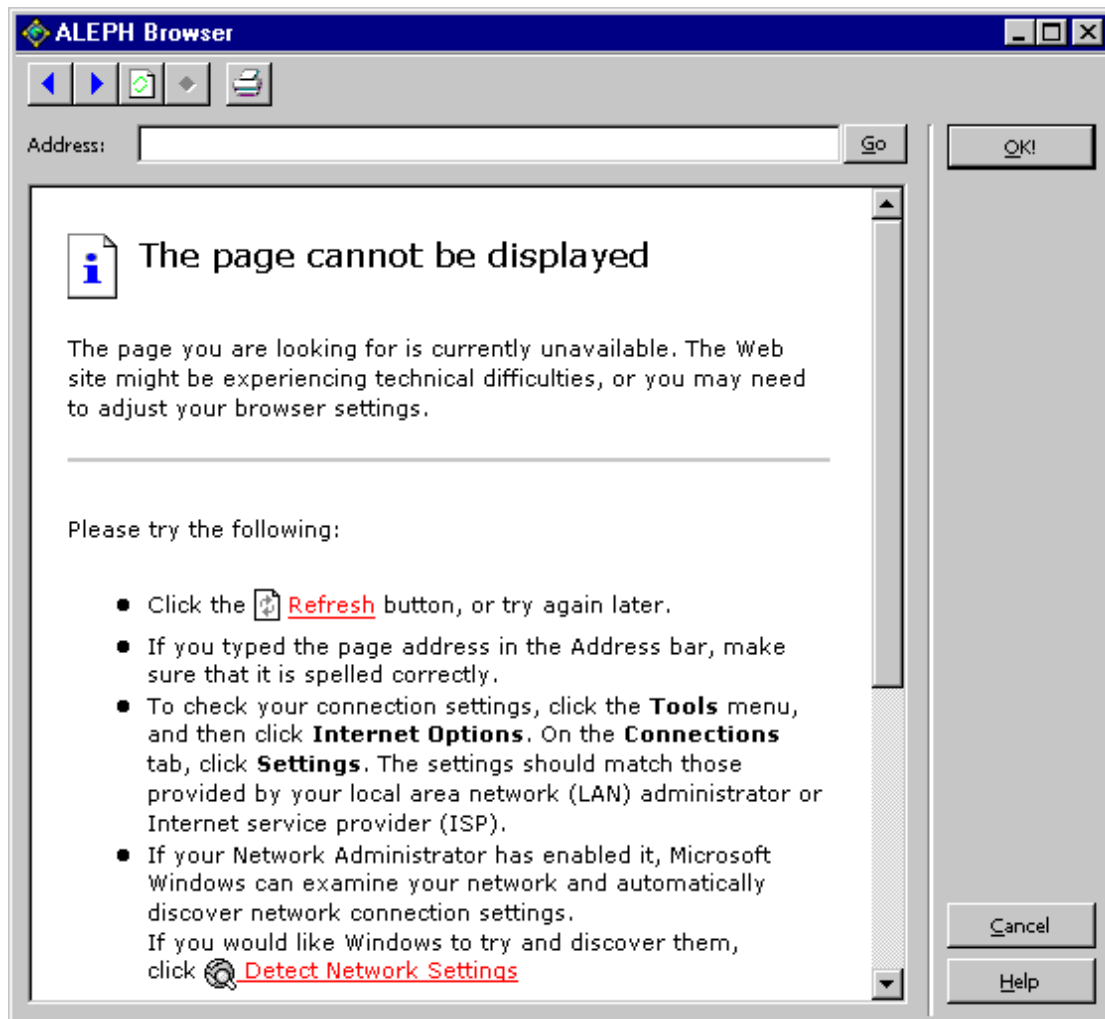 ALEPH Browser
Address:
Go
OK!
The page cannot be displayed
The page you are looking for is currently unavailable. The Web
site might be experiencing technical difficulties, or you may need
to adjust your browser settings.
Please try the following:
● Click the Refresh button, or try again later.
● If you typed the page address in the Address bar, make
sure that it is spelled correctly.
● To check your connection settings, click the Tools menu,
and then click Internet Options. On the Connections
tab, click Settings. The settings should match those
provided by your local area network (LAN) administrator or
Internet service provider (ISP).
● If your Network Administrator has enabled it, Microsoft
Windows can examine your network and automatically
discover network connection settings.
If you would like Windows to try and discover them,
click Detect Network Settings
Cancel
Help